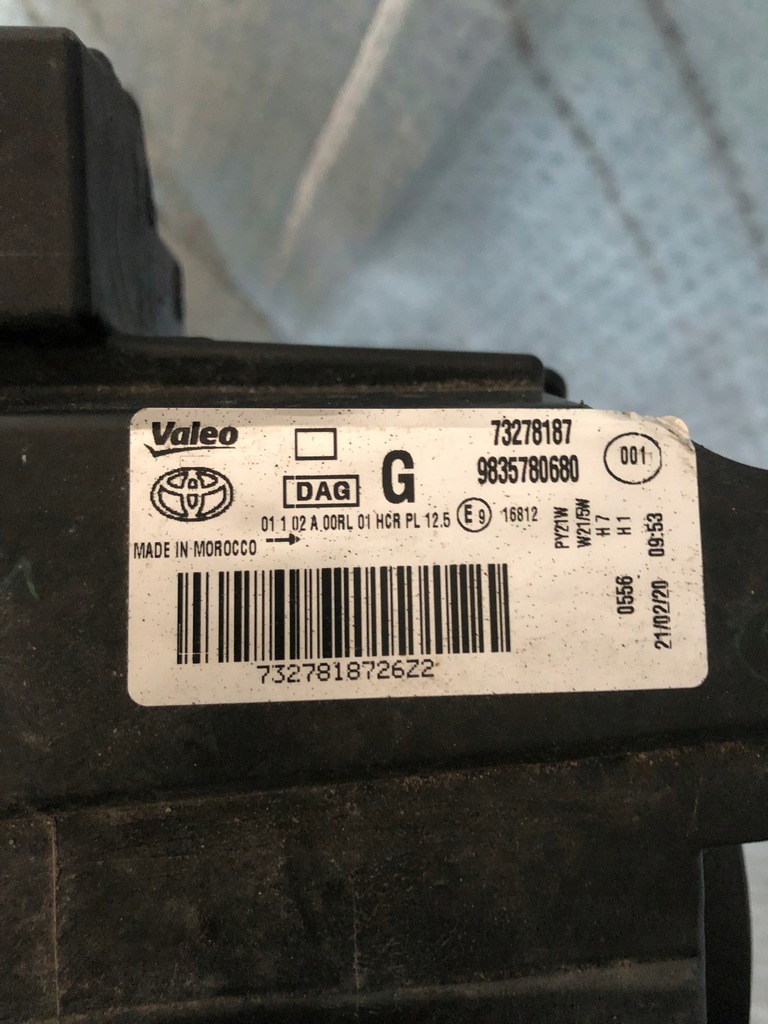 Valeo
73278187
9835780680
001
DAG
G
01 1 02 A 00RL 01 HCR PL 12.5
E9
16812
MADE IN MOROCCO
PY21W
W21/5W
H7
H1
0556
21/02/20 09:53
7327818726Z2